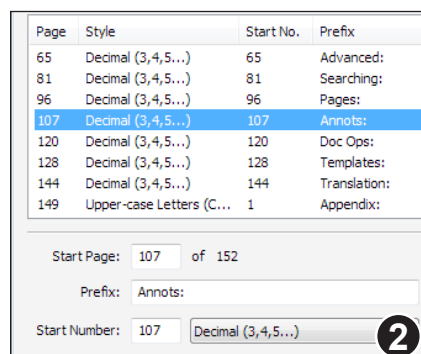 Page Style Start No. Prefix
65 Decimal (3,4,5...) 65 Advanced:
81 Decimal (3,4,5...) 81 Searching:
96 Decimal (3,4,5...) 96 Pages:
107 Decimal (3,4,5...) 107 Annots:
120 Decimal (3,4,5...) 120 Doc Ops:
128 Decimal (3,4,5...) 128 Templates:
144 Decimal (3,4,5...) 144 Translation:
149 Upper-case Letters (C... 1 Appendix:
Start Page: 107 of 152
Prefix: Annots:
Start Number: 107 Decimal (3,4,5...) 2